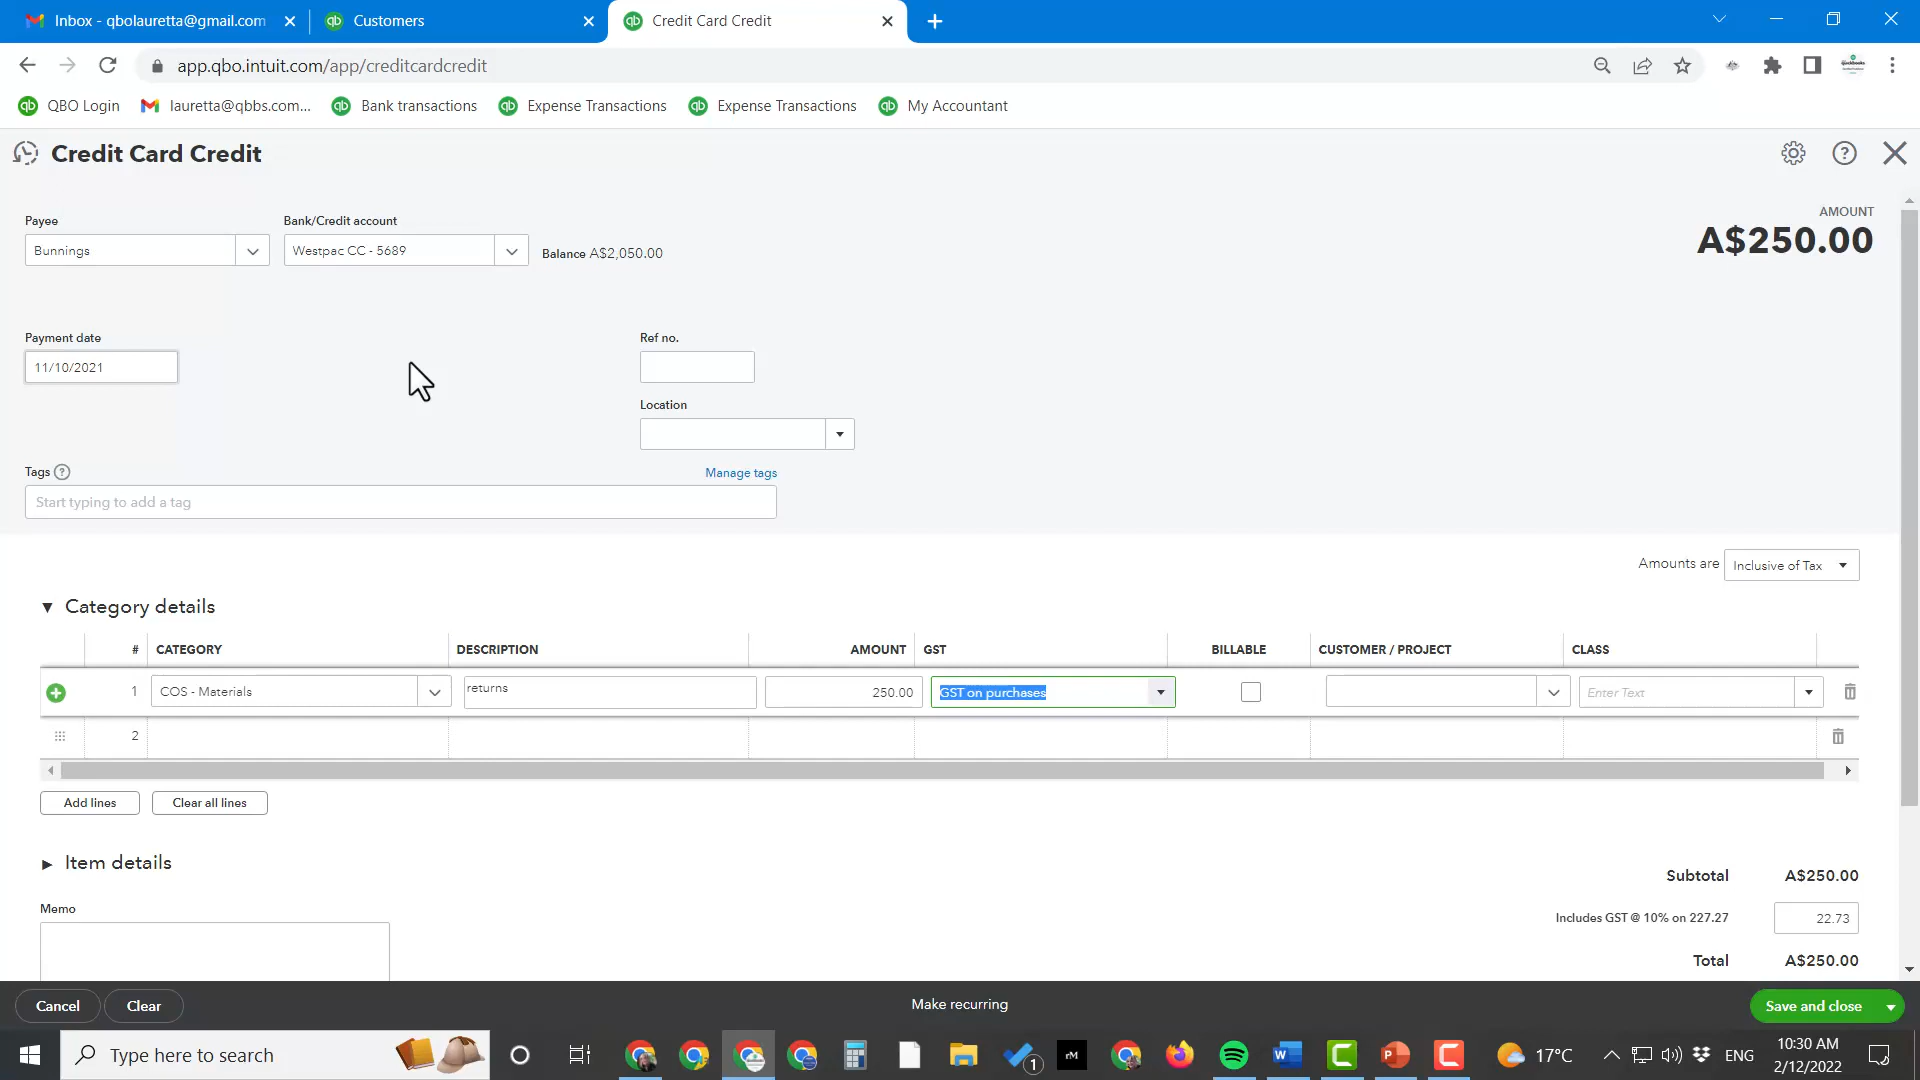 Inbox - qbolauretta@gmail.com
Customers
Credit Card Credit
app.qbo.intuit.com/app/creditcardcredit
QBO Login
lauretta@qbbs.com...
Bank transactions
Expense Transactions
Expense Transactions
My Accountant
Credit Card Credit
Payee
Bank/Credit account
AMOUNT
Bunnings
Westpac CC - 5689
Balance A$2,050.00
A$250.00
Payment date
Ref no.
11/10/2021
Location
Tags
Manage tags
Start typing to add a tag
Amounts are
Inclusive of Tax
Category details
# CATEGORY DESCRIPTION AMOUNT GST BILLABLE CUSTOMER / PROJECT CLASS
1 COS - Materials returns 250.00 GST on purchases Enter Text
2
Add lines
Clear all lines
Item details
Subtotal A$250.00
Memo
Includes GST @ 10% on 227.27 22.73
Total A$250.00
Cancel
Clear
Make recurring
Save and close
Type here to search
1
rM
17°C
ENG
10:30 AM
2/12/2022